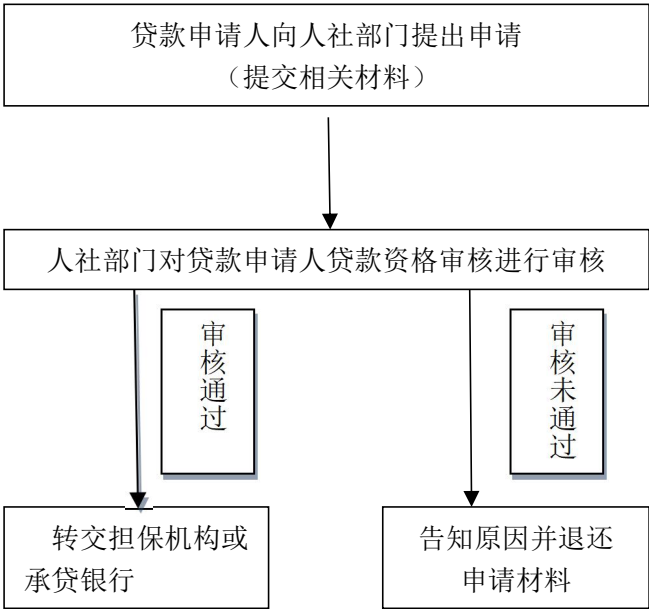 贷款申请人向人社部门提出申请
（提交相关材料）
人社部门对贷款申请人贷款资格审核进行审核
审核通过
审核未通过
转交担保机构或
承贷银行
告知原因并退还
申请材料